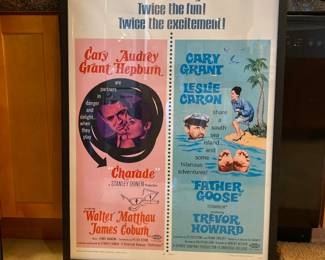 Twice the fun!
Twice the excitement!
Cary Audrey
Grant Hepburn
are
partners in
danger and
delight...when
they play
"Charade"
A STANLEY DONEN Production
Walter Matthau
James Coburn
CARY
GRANT
LESLIE
CARON
share
a
south
sea
island...
and
some
hilarious
adventures!
"FATHER
GOOSE"
TREVOR
HOWARD